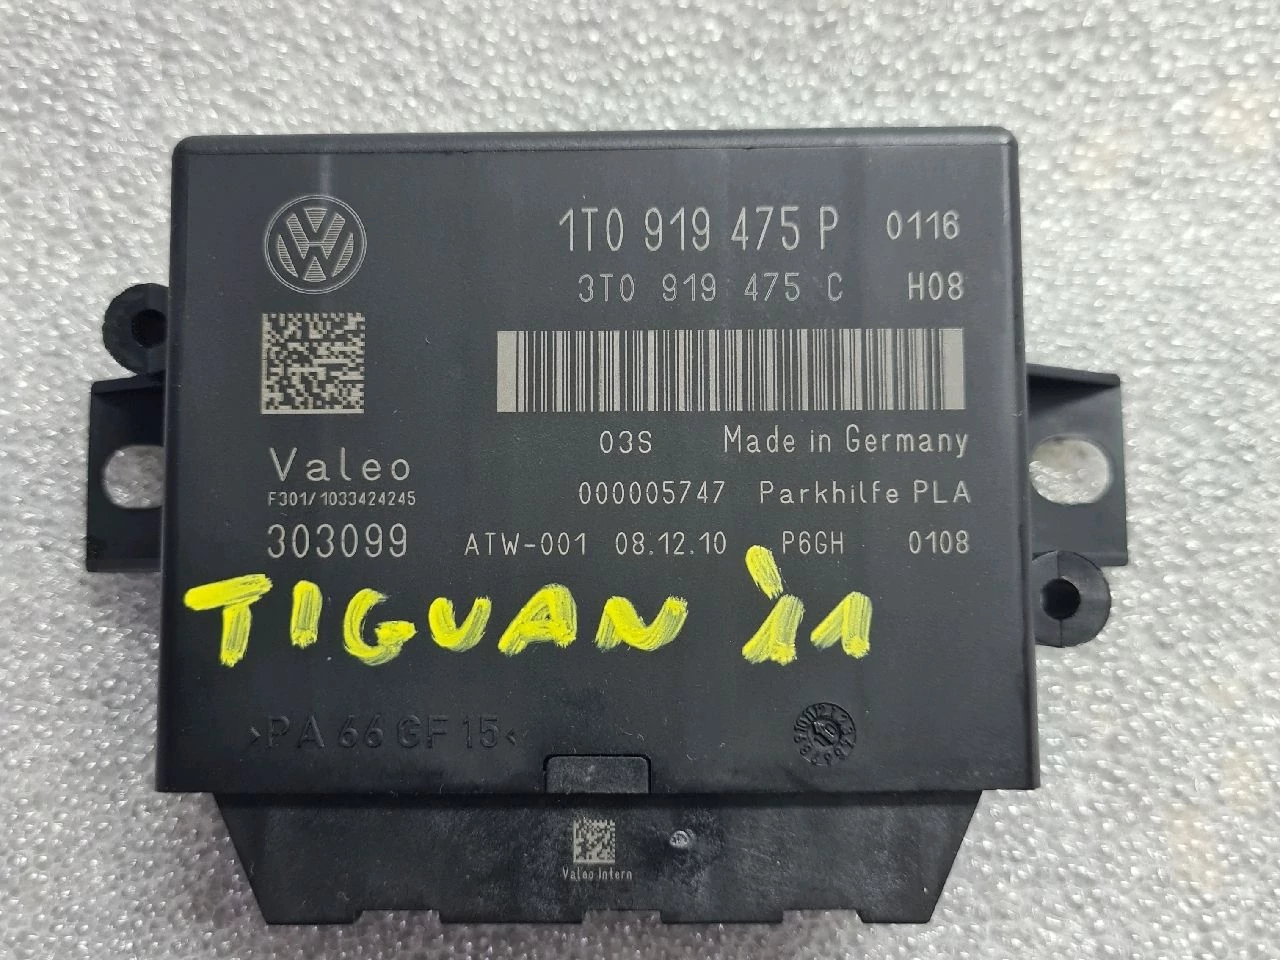 1T0 919 475 P 0116
3T0 919 475 C H08
03S Made in Germany
Valeo
F301/1033424245
000005747 Parkhilfe PLA
303099 ATW-001 08.12.10 P6GH 0108
TIGUAN '11
>PA 66 GF 15<
Valeo Intern